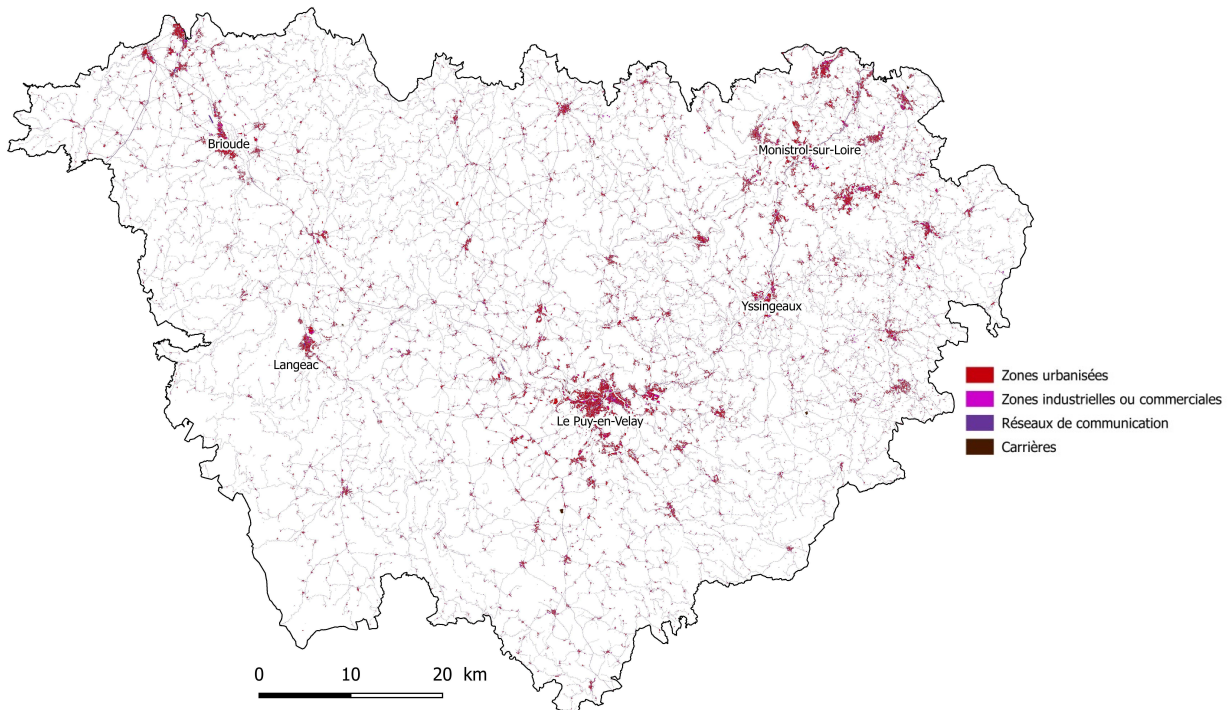 Brioude
Monistrol-sur-Loire
Yssingeaux
Langeac
Le Puy-en-Velay
Zones urbanisées
Zones industrielles ou commerciales
Réseaux de communication
Carrières
0 10 20 km